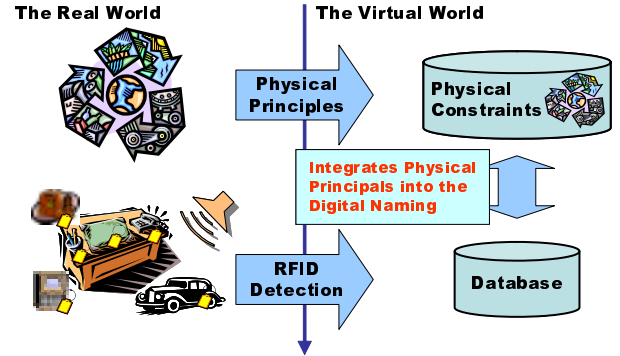 The Real World
The Virtual World
Physical
Principles
Physical
Constraints
Integrates Physical
Principals into the
Digital Naming
RFID
Detection
Database